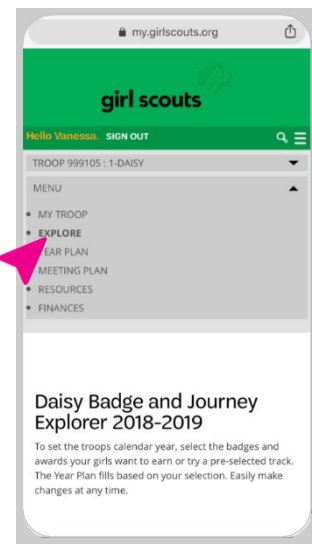 my.girlscouts.org
girl scouts
Hello Vanessa. SIGN OUT
TROOP 999105 : 1-DAISY
MENU
MY TROOP
EXPLORE
YEAR PLAN
MEETING PLAN
RESOURCES
FINANCES
Daisy Badge and Journey
Explorer 2018-2019
To set the troops calendar year, select the badges and
awards your girls want to earn or try a pre-selected track.
The Year Plan fills based on your selection. Easily make
changes at any time.